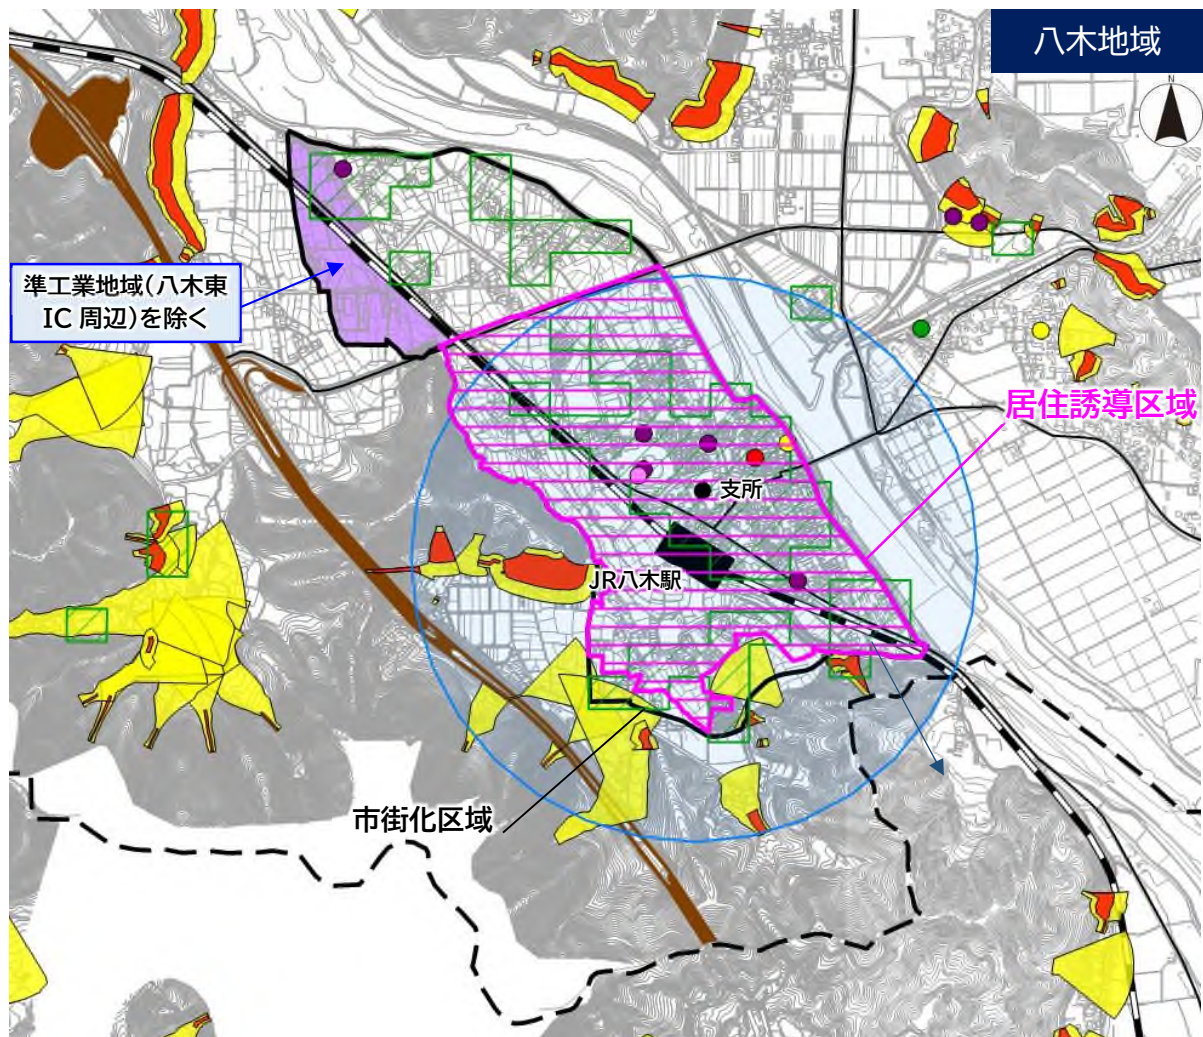 八木地域
N
準工業地域(八木東
IC 周辺)を除く
居住誘導区域
支所
JR八木駅
市街化区域